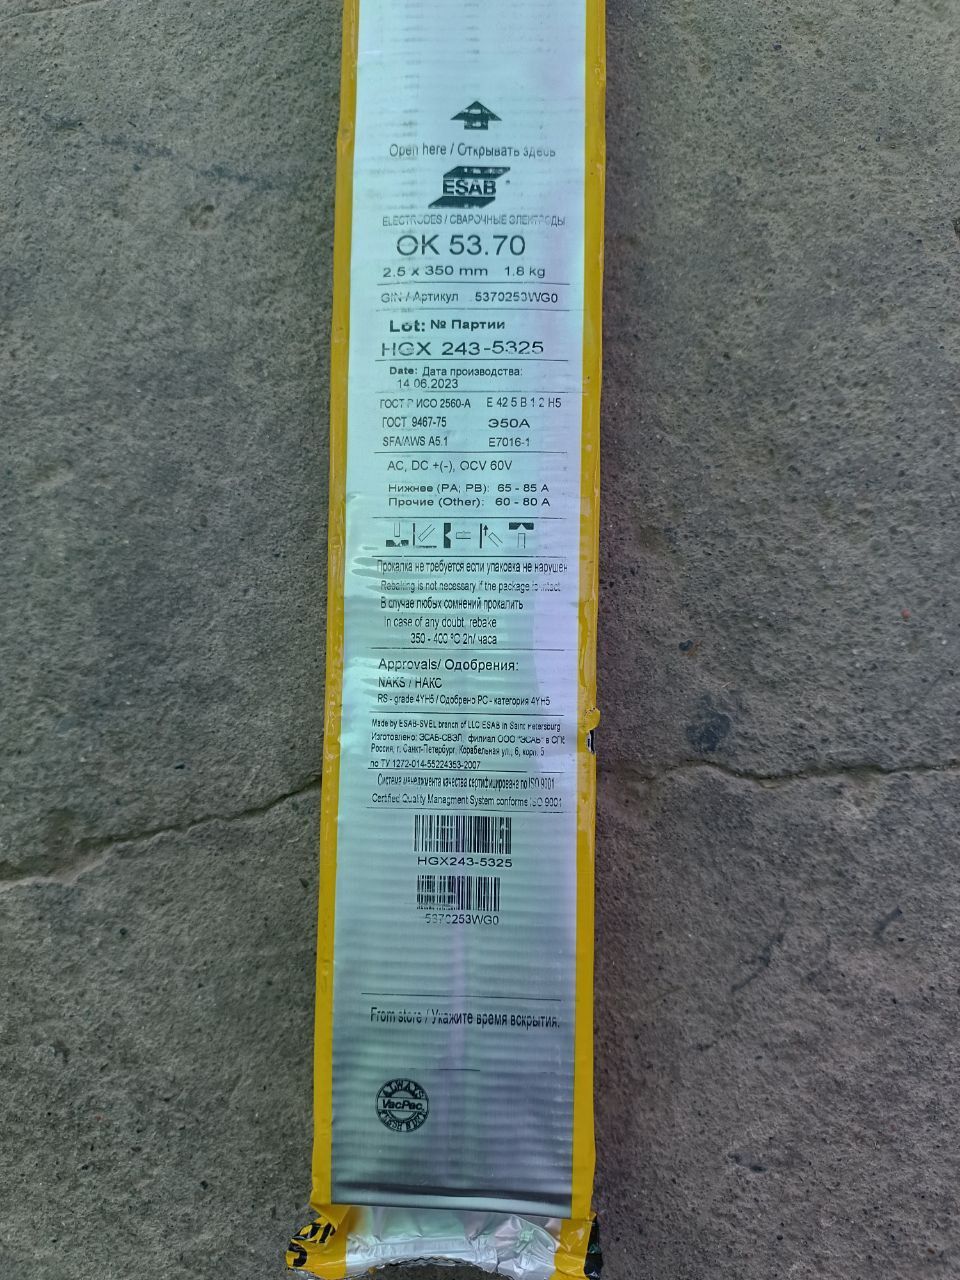 Open here / Открывать здесь
ESAB
ELECTRODES / СВАРОЧНЫЕ ЭЛЕКТРОДЫ
OK 53.70
2.5 x 350 mm 1.8 kg
GIN / Артикул 5370253WG0
Lot: № Партии
HGX 243-5325
Date: Дата производства:
14.06.2023
ГОСТ Р ИСО 2560-А E 42 5 B 1 2 H5
ГОСТ 9467-75 Э50А
SFA/AWS A5.1 E7016-1
AC, DC +(-), OCV 60V
Нижнее (PA; PB): 65 - 85 A
Прочие (Other): 60 - 80 A
Прокалка не требуется если упаковка не нарушен
Rebaking is not necessary if the package is intact
В случае любых сомнений прокалить
In case of any doubt, rebake
350 - 400 °C 2h/ часа
Approvals/ Одобрения:
NAKS / НАКС
RS - grade 4YH5 / Одобрено РС - категория 4YH5
Made by ESAB-SVEL branch of LLC ESAB in Saint Petersburg
Изготовлено: ЭСАБ-СВЭЛ, филиал ООО "ЭСАБ" в СПб
Россия, г. Санкт-Петербург, Корабельная ул., 6, корп. 5
по ТУ 1272-014-55224353-2007
Система менеджмента качества сертифицирована по ISO 9001
Certified Quality Managment System conforme ISO 9001
HGX243-5325
5370253WG0
From store / Укажите время вскрытия.
ALWAYS
VacPac